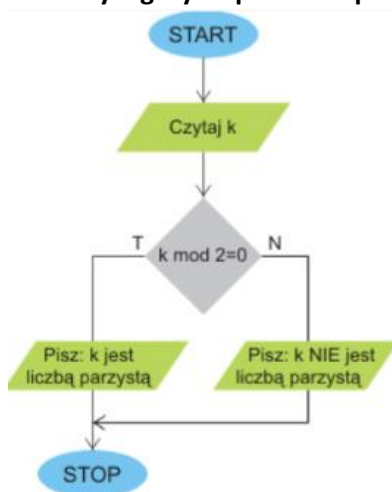 START
Czytaj k
T
N
k mod 2=0
Pisz: k jest
liczbą parzystą
Pisz: k NIE jest
liczbą parzystą
STOP